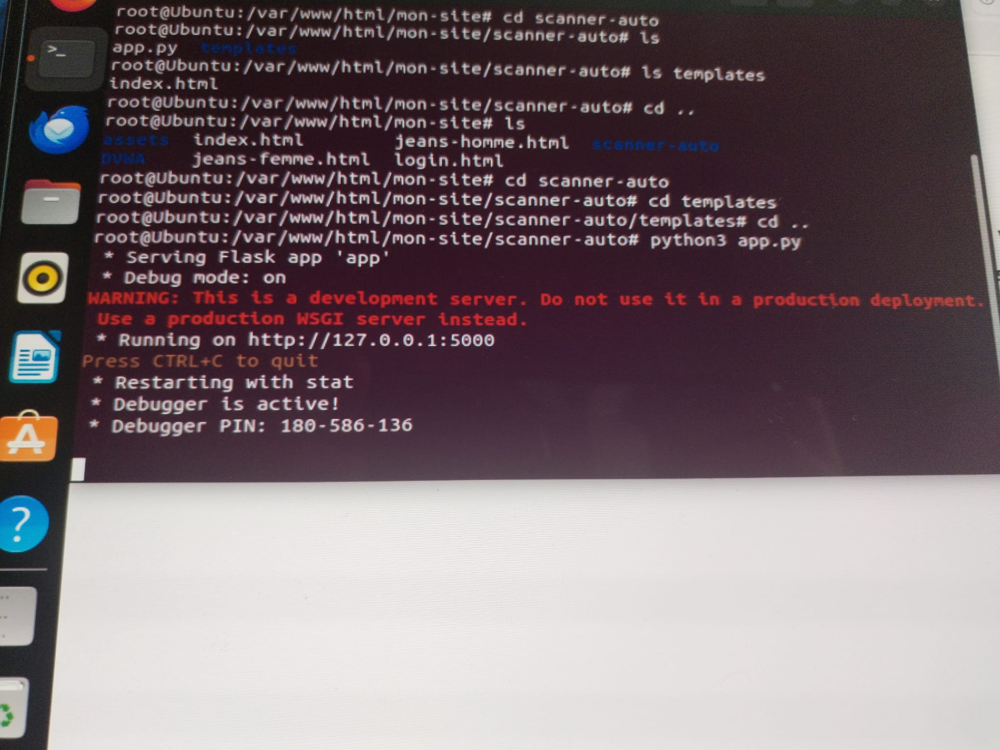 root@Ubuntu:/var/www/html/mon-site# cd scanner-auto
root@Ubuntu:/var/www/html/mon-site/scanner-auto# ls
app.py  templates
root@Ubuntu:/var/www/html/mon-site/scanner-auto# ls templates
index.html
root@Ubuntu:/var/www/html/mon-site/scanner-auto# cd ..
root@Ubuntu:/var/www/html/mon-site# ls
assets  index.html  jeans-homme.html  scanner-auto
DVWA  jeans-femme.html  login.html
root@Ubuntu:/var/www/html/mon-site# cd scanner-auto
root@Ubuntu:/var/www/html/mon-site/scanner-auto# cd templates
root@Ubuntu:/var/www/html/mon-site/scanner-auto/templates# cd ..
root@Ubuntu:/var/www/html/mon-site/scanner-auto# python3 app.py
* Serving Flask app 'app'
* Debug mode: on
WARNING: This is a development server. Do not use it in a production deployment.
Use a production WSGI server instead.
* Running on http://127.0.0.1:5000
Press CTRL+C to quit
* Restarting with stat
* Debugger is active!
* Debugger PIN: 180-586-136